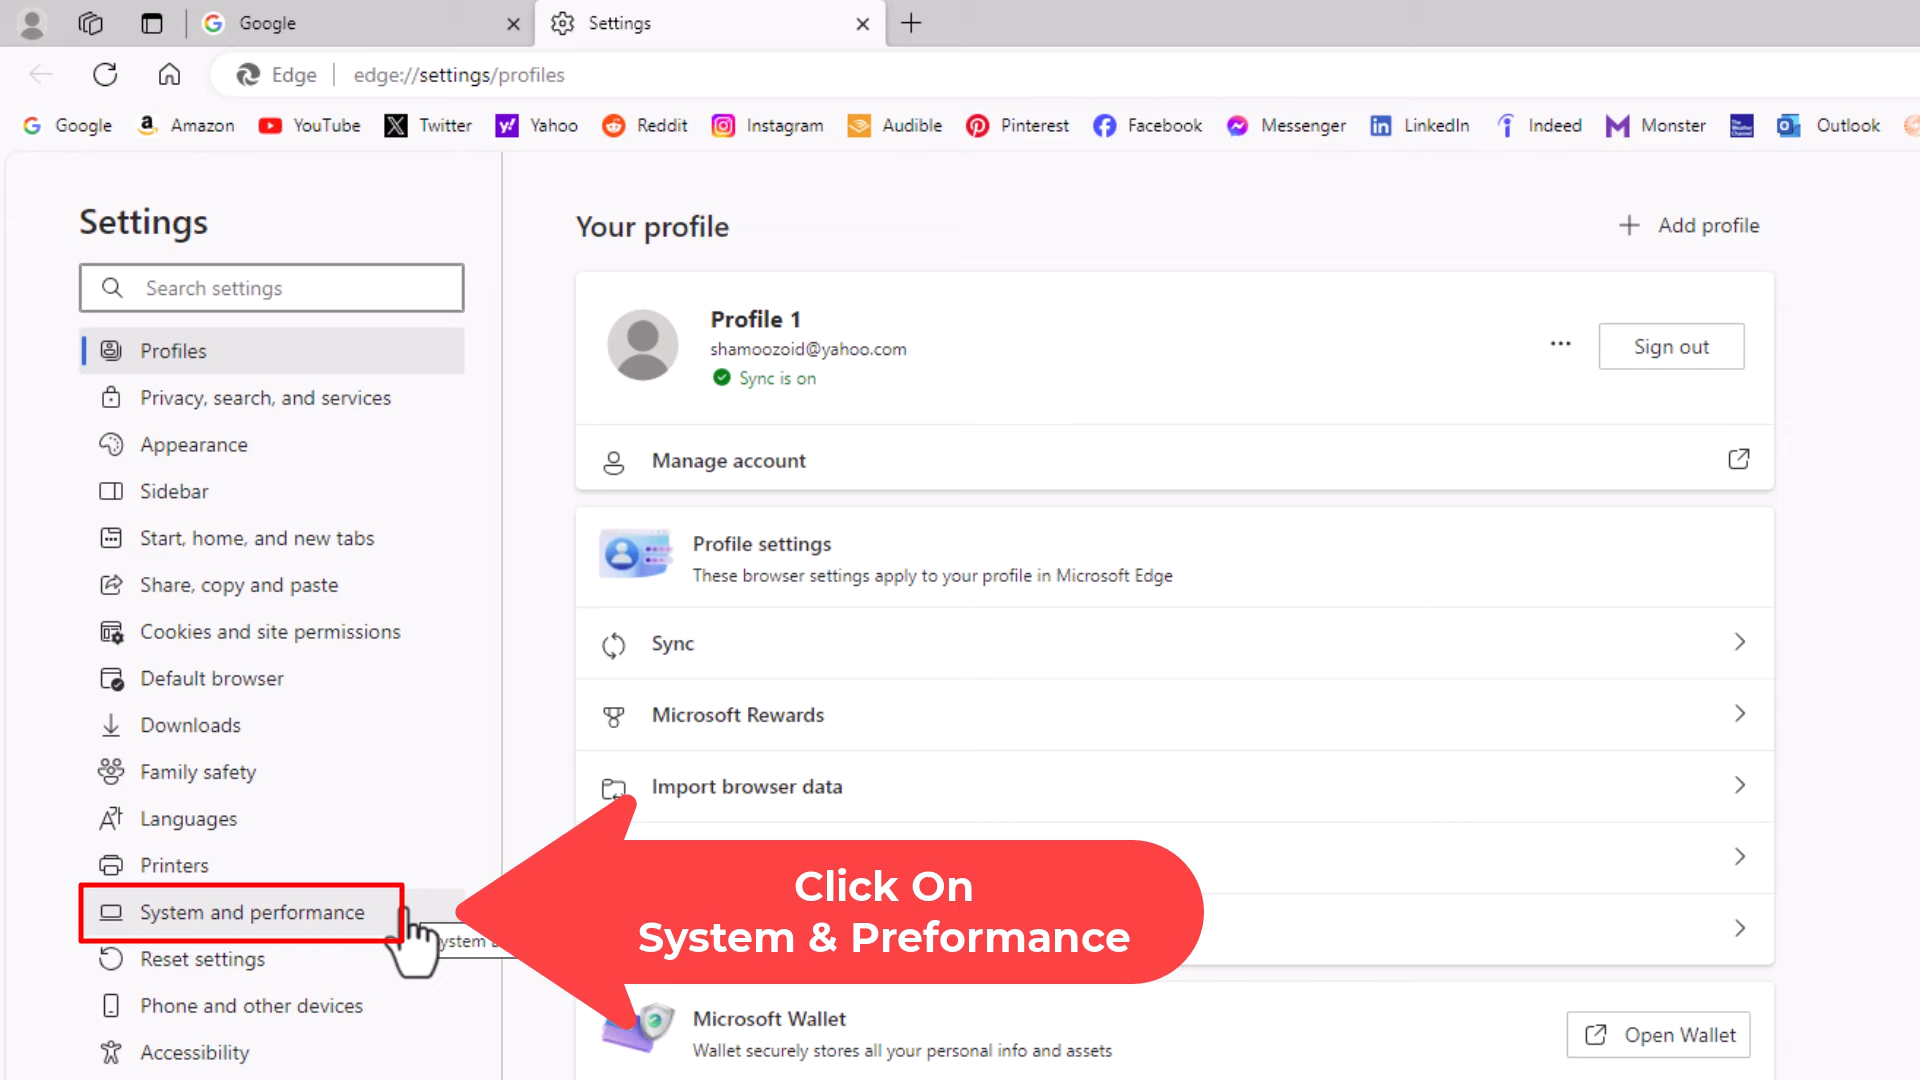 Google
Settings
Edge
edge://settings/profiles
Google
Amazon
YouTube
Twitter
Yahoo
Reddit
Instagram
Audible
Pinterest
Facebook
Messenger
LinkedIn
Indeed
Monster
Outlook
Settings
Search settings
Profiles
Privacy, search, and services
Appearance
Sidebar
Start, home, and new tabs
Share, copy and paste
Cookies and site permissions
Default browser
Downloads
Family safety
Languages
Printers
System and performance
Reset settings
Phone and other devices
Accessibility
Your profile
Add profile
Profile 1
shamoozoid@yahoo.com
Sync is on
Sign out
Manage account
Profile settings
These browser settings apply to your profile in Microsoft Edge
Sync
Microsoft Rewards
Import browser data
Click On
System & Preformance
Microsoft Wallet
Wallet securely stores all your personal info and assets
Open Wallet